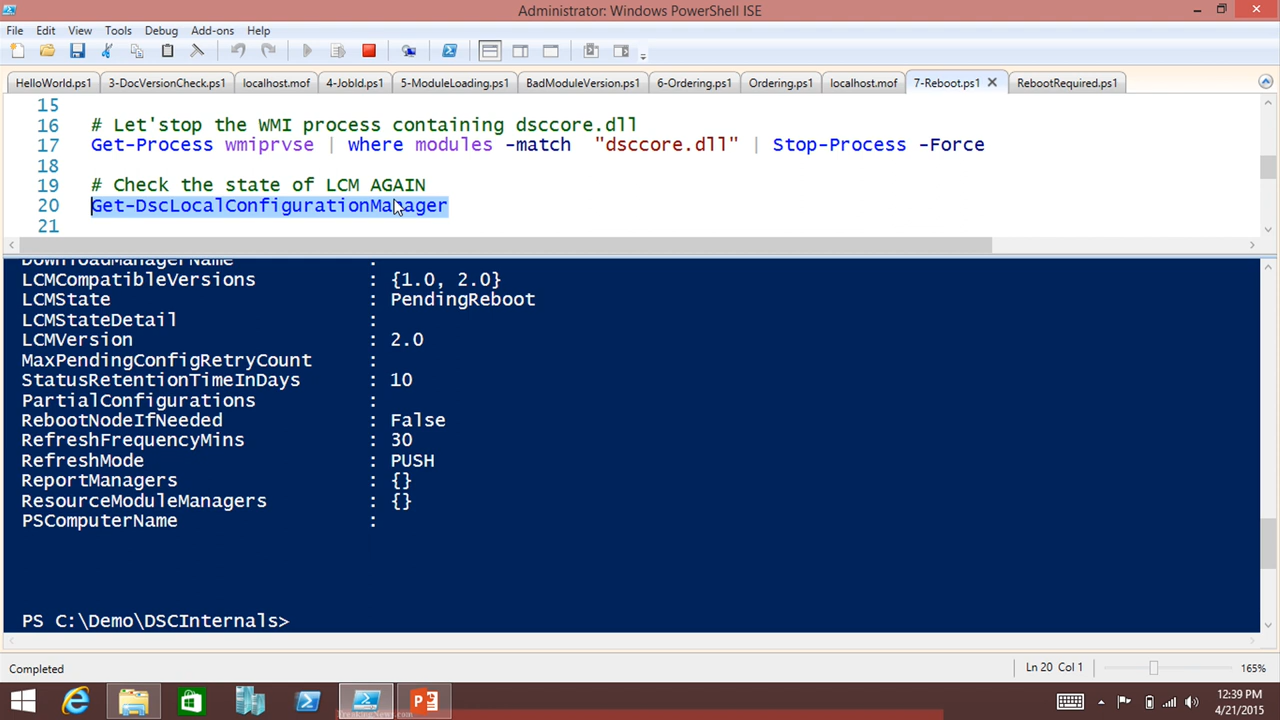 Administrator: Windows PowerShell ISE
File Edit View Tools Debug Add-ons Help
HelloWorld.ps1 3-DocVersionCheck.ps1 localhost.mof 4-JobId.ps1 5-ModuleLoading.ps1 BadModuleVersion.ps1 6-Ordering.ps1 Ordering.ps1 localhost.mof 7-Reboot.ps1 RebootRequired.ps1
15
16 # Let'stop the WMI process containing dsccore.dll
17 Get-Process wmiprvse | where modules -match "dsccore.dll" | Stop-Process -Force
18
19 # Check the state of LCM AGAIN
20 Get-DscLocalConfigurationManager
21
DownloadManagerName :
LCMCompatibleVersions : {1.0, 2.0}
LCMState : PendingReboot
LCMStateDetail :
LCMVersion : 2.0
MaxPendingConfigRetryCount :
StatusRetentionTimeInDays : 10
PartialConfigurations :
RebootNodeIfNeeded : False
RefreshFrequencyMins : 30
RefreshMode : PUSH
ReportManagers : {}
ResourceModuleManagers : {}
PSComputerName :
PS C:\Demo\DSCInternals>
Completed Ln 20 Col 1 165%
12:39 PM
4/21/2015